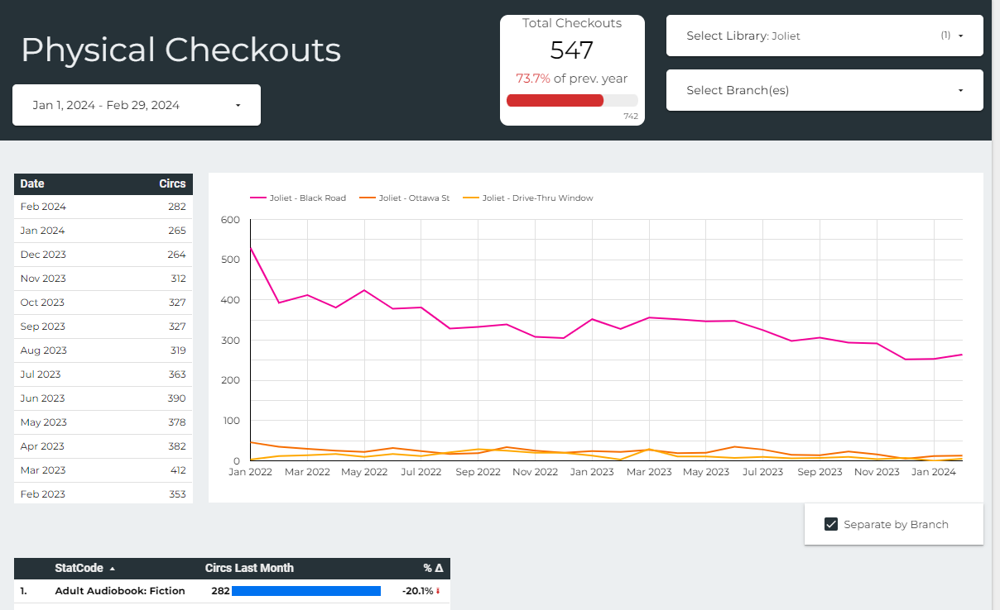 Physical Checkouts
Jan 1, 2024 - Feb 29, 2024
Total Checkouts
547
73.7% of prev. year
742
Select Library: Joliet (1)
Select Branch(es)
Date Circs
Feb 2024 282
Jan 2024 265
Dec 2023 264
Nov 2023 312
Oct 2023 327
Sep 2023 327
Aug 2023 319
Jul 2023 363
Jun 2023 390
May 2023 378
Apr 2023 382
Mar 2023 412
Feb 2023 353
Joliet - Black Road Joliet - Ottawa St Joliet - Drive-Thru Window
600
500
400
300
200
100
0
Jan 2022 Mar 2022 May 2022 Jul 2022 Sep 2022 Nov 2022 Jan 2023 Mar 2023 May 2023 Jul 2023 Sep 2023 Nov 2023 Jan 2024
Separate by Branch
StatCode Circs Last Month % Δ
1. Adult Audiobook: Fiction 282 -20.1%